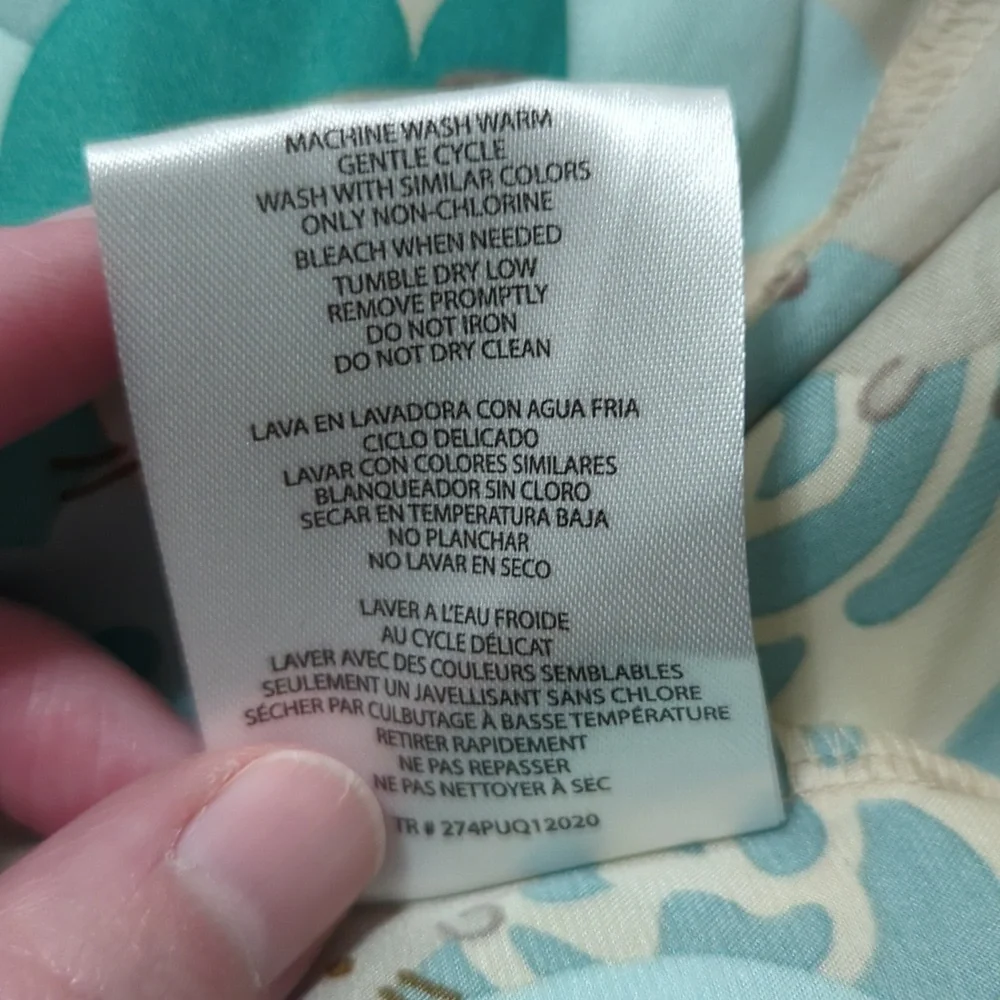 MACHINE WASH WARM
GENTLE CYCLE
WASH WITH SIMILAR COLORS
ONLY NON-CHLORINE
BLEACH WHEN NEEDED
TUMBLE DRY LOW
REMOVE PROMPTLY
DO NOT IRON
DO NOT DRY CLEAN
LAVA EN LAVADORA CON AGUA FRIA
CICLO DELICADO
LAVAR CON COLORES SIMILARES
BLANQUEADOR SIN CLORO
SECAR EN TEMPERATURA BAJA
NO PLANCHAR
NO LAVAR EN SECO
LAVER A L'EAU FROIDE
AU CYCLE DÉLICAT
LAVER AVEC DES COULEURS SEMBLABLES
SEULEMENT UN JAVELLISANT SANS CHLORE
SÉCHER PAR CULBUTAGE À BASSE TEMPÉRATURE
RETIRER RAPIDEMENT
NE PAS REPASSER
NE PAS NETTOYER À SEC
TR # 274PUQ12020